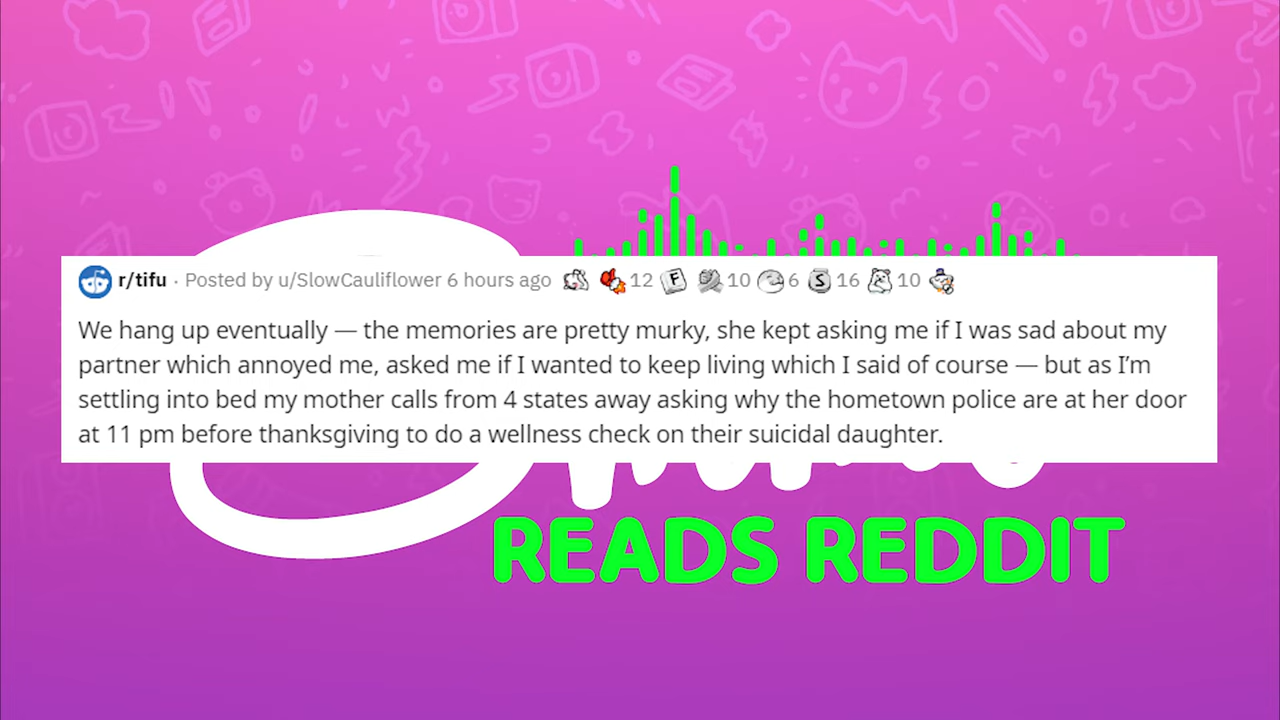 r/tifu · Posted by u/SlowCauliflower 6 hours ago 12 F 10 6 S 16 10
We hang up eventually — the memories are pretty murky, she kept asking me if I was sad about my
partner which annoyed me, asked me if I wanted to keep living which I said of course — but as I’m
settling into bed my mother calls from 4 states away asking why the hometown police are at her door
at 11 pm before thanksgiving to do a wellness check on their suicidal daughter.
READS REDDIT